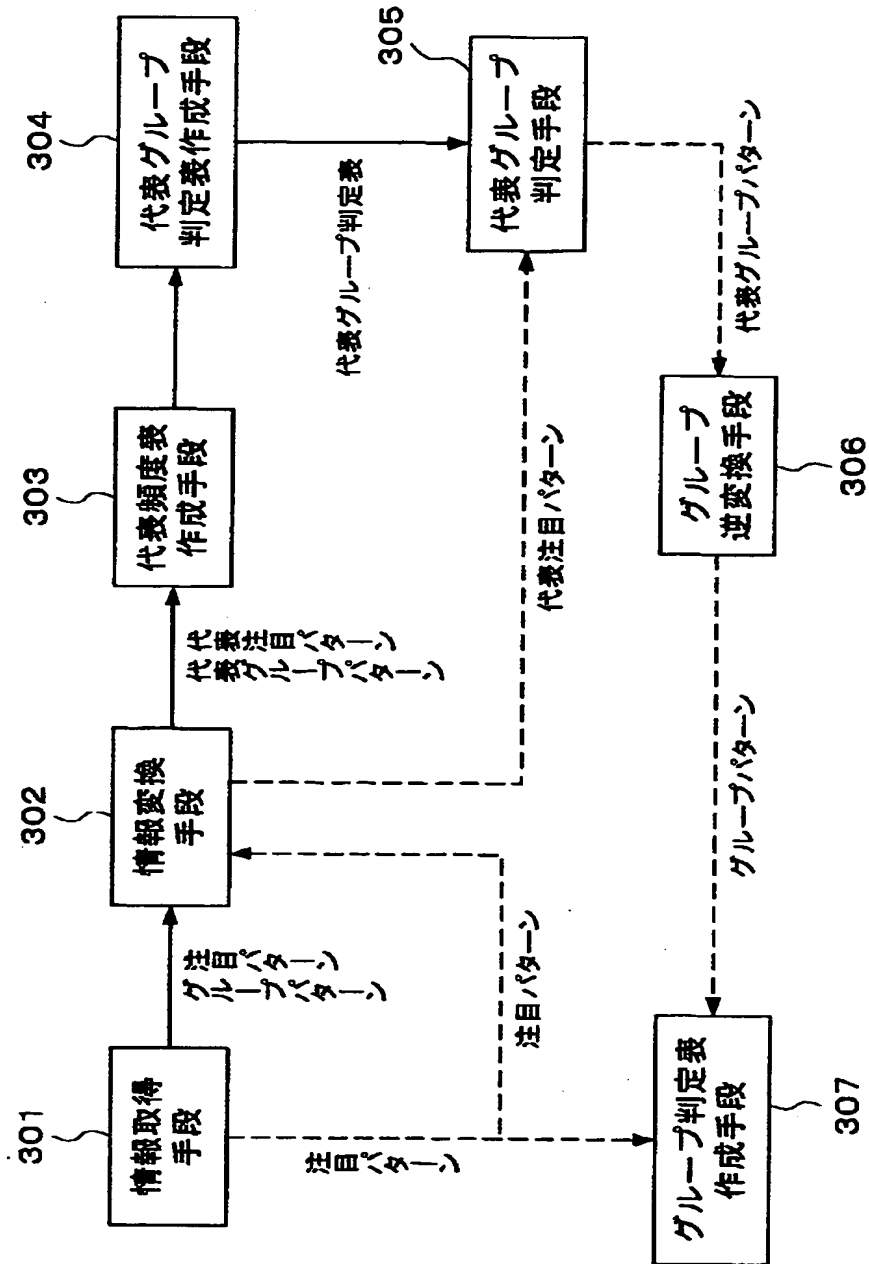 301
情報取得
手段
注目パターン
グループパターン
302
情報変換
手段
代表注目パターン
代表グループパターン
303
代表頻度表
作成手段
304
代表グループ
判定表作成手段
代表グループ判定表
305
代表グループ
判定手段
注目パターン
注目パターン
代表注目パターン
代表グループパターン
グループ
逆変換手段
306
グループパターン
グループ判定表
作成手段
307